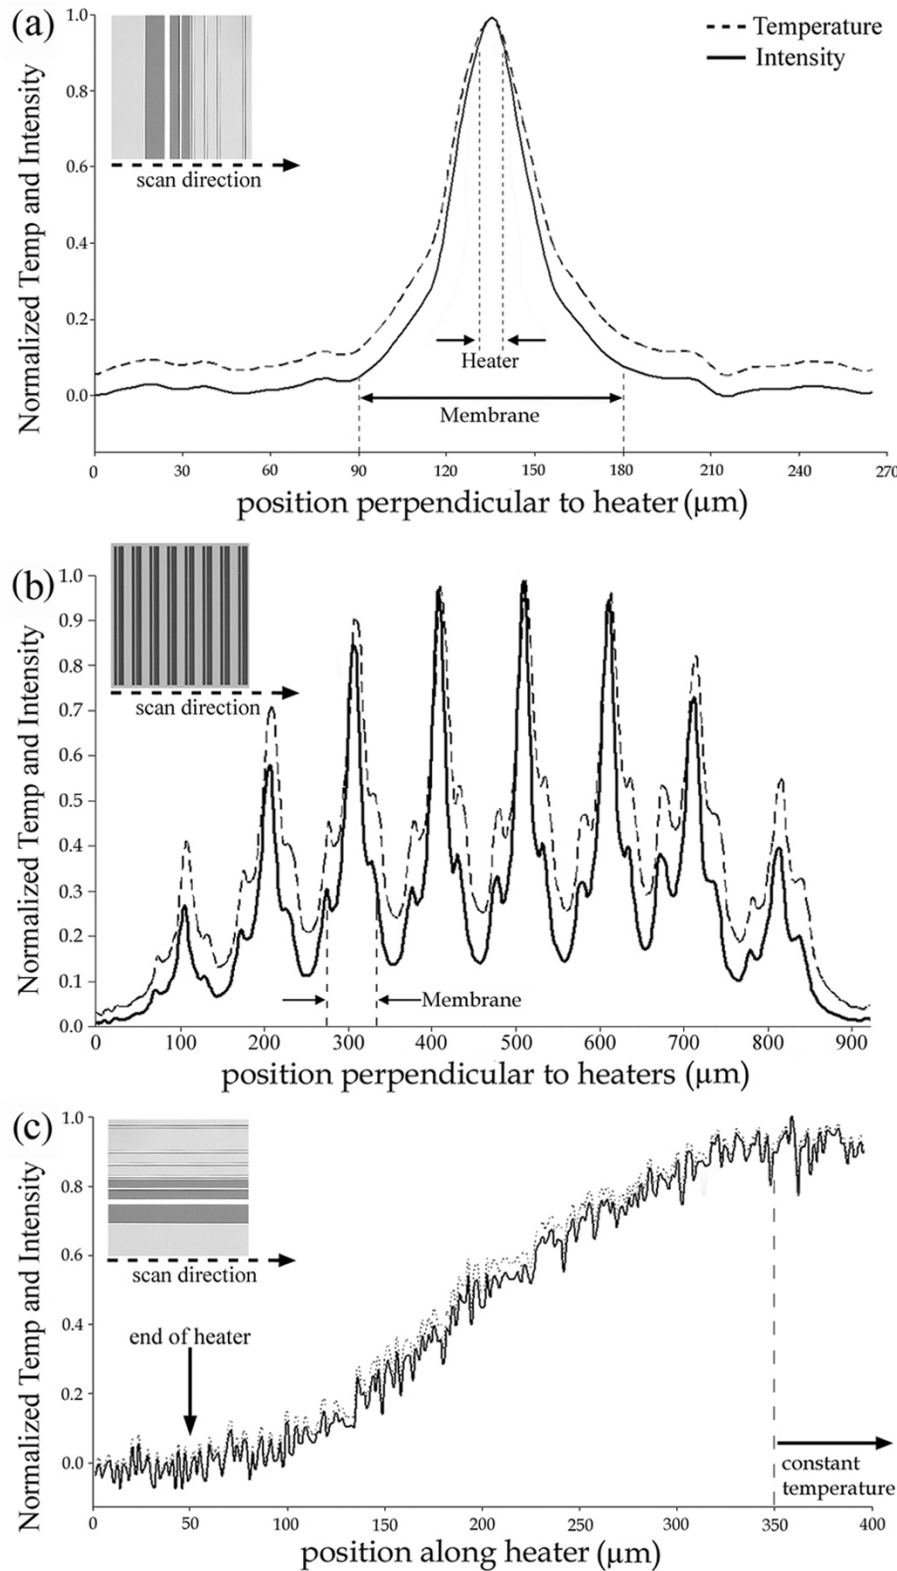 (a)
Normalized Temp and Intensity
1.0
0.8
0.6
0.4
0.2
0.0
scan direction
Temperature
Intensity
Heater
Membrane
0 30 60 90 120 150 180 210 240 270
position perpendicular to heater (μm)
(b)
Normalized Temp and Intensity
1.0
0.9
0.8
0.7
0.6
0.5
0.4
0.3
0.2
0.1
0.0
scan direction
Membrane
0 100 200 300 400 500 600 700 800 900
position perpendicular to heaters (μm)
(c)
Normalized Temp and Intensity
1.0
0.8
0.6
0.4
0.2
0.0
scan direction
end of heater
constant
temperature
0 50 100 150 200 250 300 350 400
position along heater (μm)